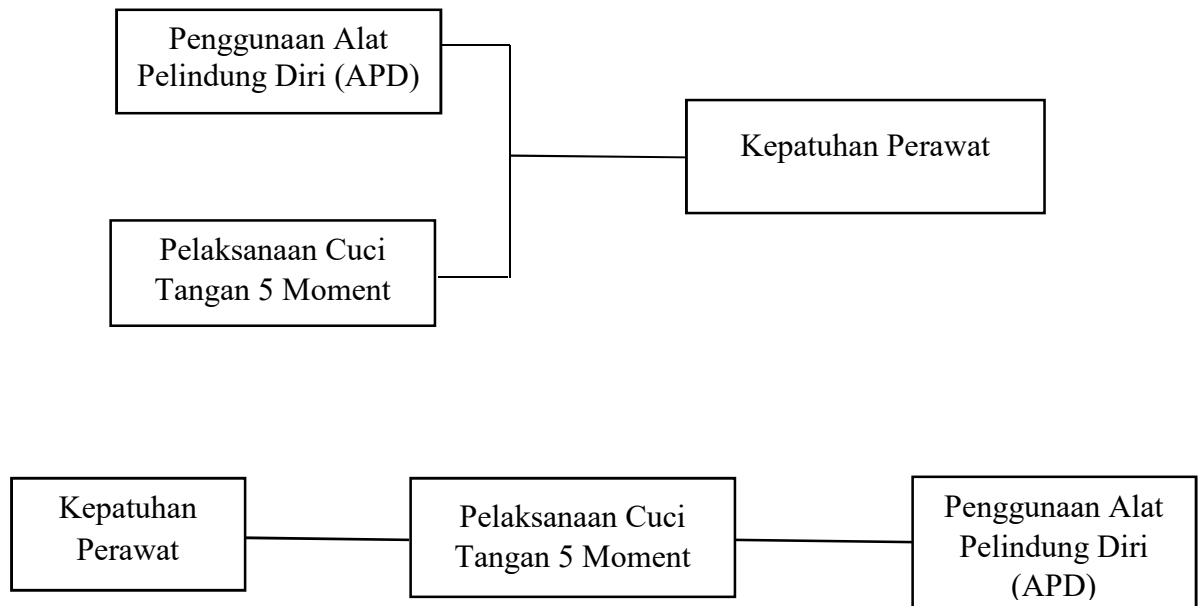 Penggunaan Alat
Pelindung Diri (APD)
Kepatuhan Perawat
Pelaksanaan Cuci
Tangan 5 Moment
Kepatuhan
Perawat
Pelaksanaan Cuci
Tangan 5 Moment
Penggunaan Alat
Pelindung Diri
(APD)